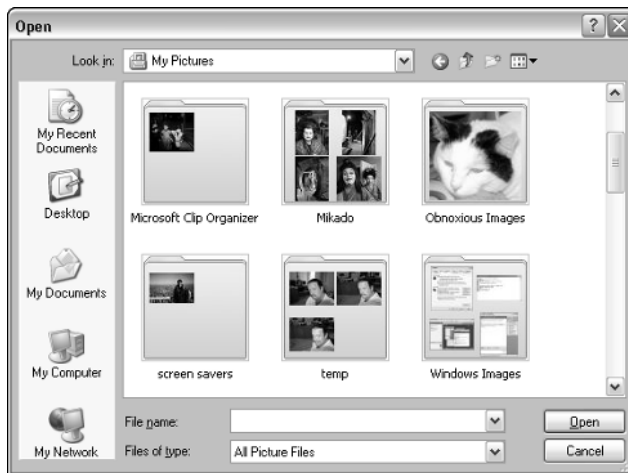 Open
Look in: My Pictures
My Recent
Documents
Desktop
My Documents
My Computer
My Network
Microsoft Clip Organizer Mikado Obnoxious Images
screen savers temp Windows Images
File name: Open
Files of type: All Picture Files Cancel